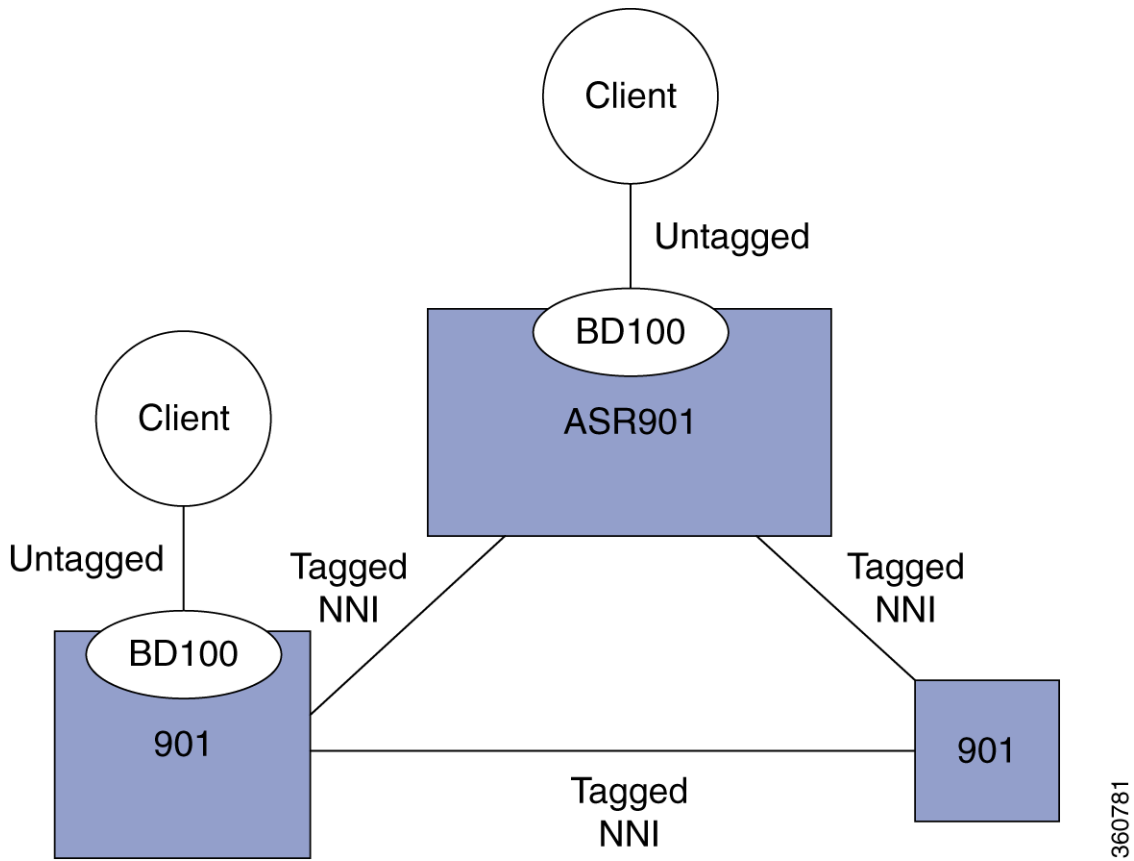 Client
Untagged
BD100
ASR901
Client
Untagged
Tagged
NNI
Tagged
NNI
BD100
901
901
Tagged
NNI
360781